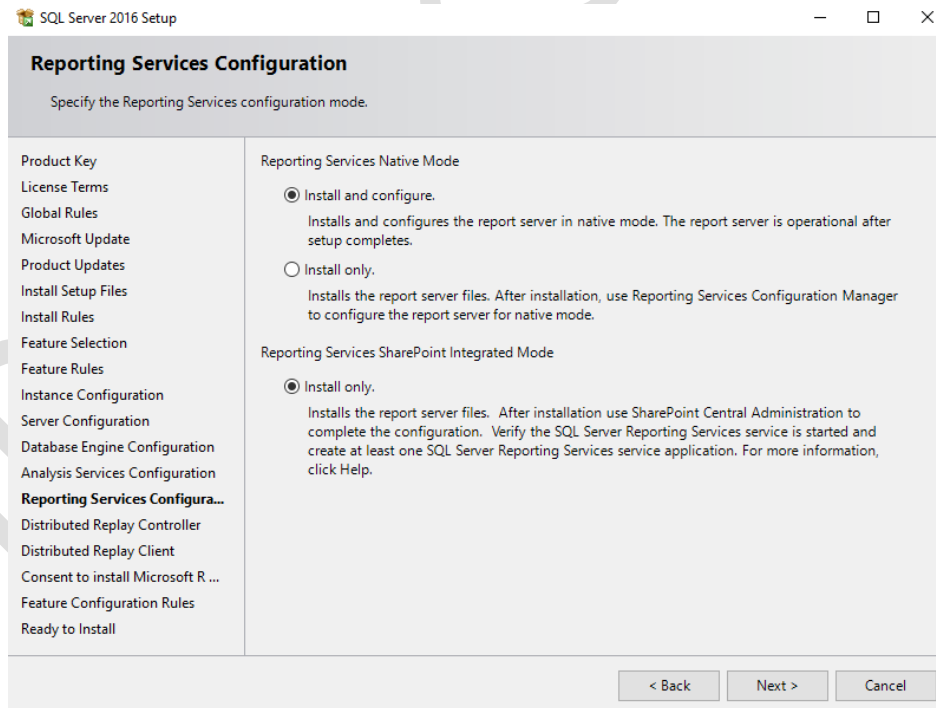 SQL Server 2016 Setup
Reporting Services Configuration
Specify the Reporting Services configuration mode.
Product Key
License Terms
Global Rules
Microsoft Update
Product Updates
Install Setup Files
Install Rules
Feature Selection
Feature Rules
Instance Configuration
Server Configuration
Database Engine Configuration
Analysis Services Configuration
Reporting Services Configura...
Distributed Replay Controller
Distributed Replay Client
Consent to install Microsoft R ...
Feature Configuration Rules
Ready to Install
Reporting Services Native Mode
Install and configure.
Installs and configures the report server in native mode. The report server is operational after
setup completes.
Install only.
Installs the report server files. After installation, use Reporting Services Configuration Manager
to configure the report server for native mode.
Reporting Services SharePoint Integrated Mode
Install only.
Installs the report server files.  After installation use SharePoint Central Administration to
complete the configuration.  Verify the SQL Server Reporting Services service is started and
create at least one SQL Server Reporting Services service application. For more information,
click Help.
< Back
Next >
Cancel